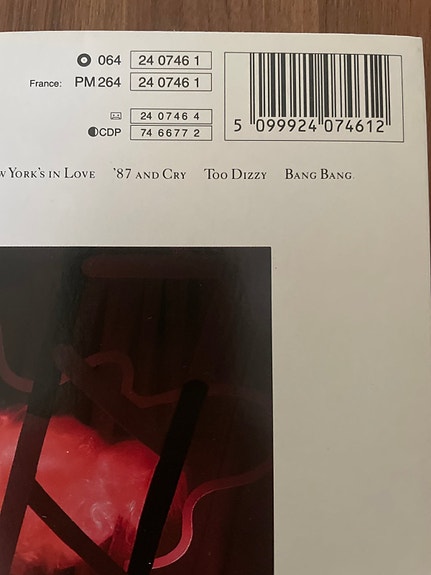 064 24 0746 1
France: PM 264 24 0746 1
24 0746 4
CDP 74 6677 2
5 099924 074612
York's in Love '87 and Cry Too Dizzy Bang Bang